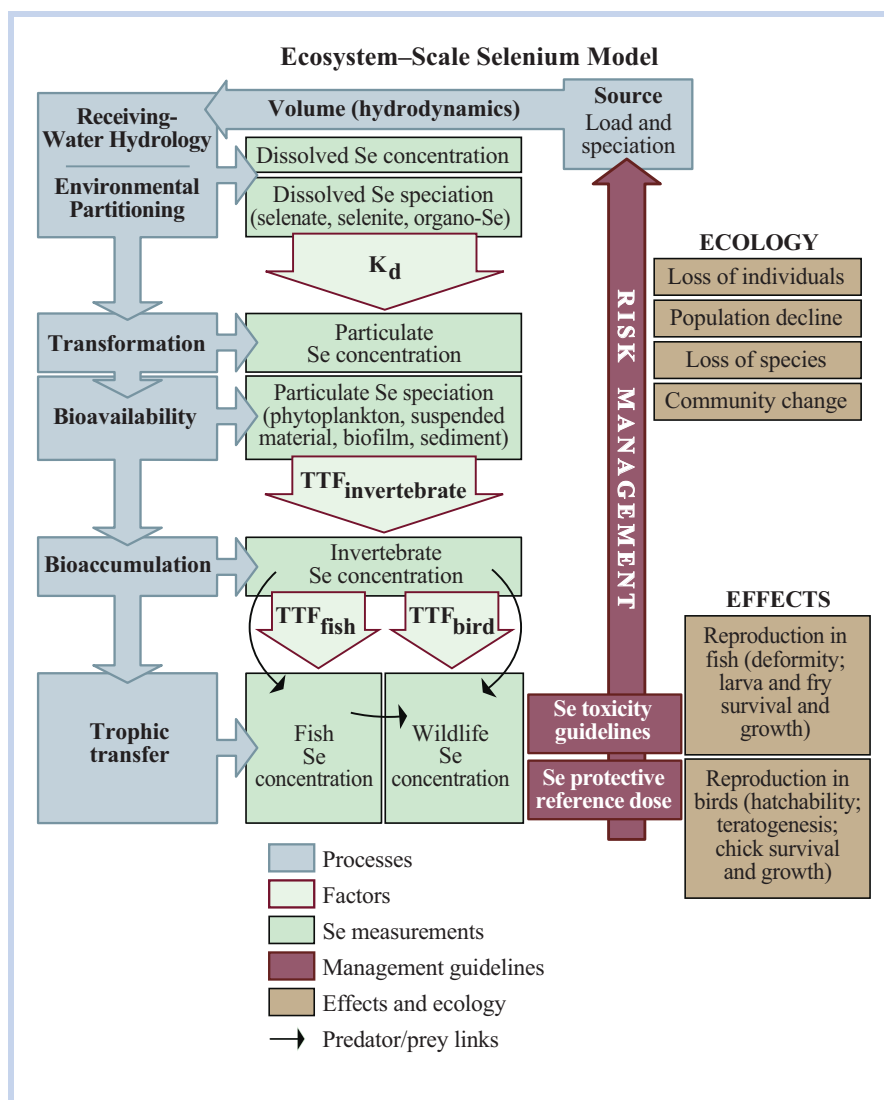 Ecosystem–Scale Selenium Model
Receiving-
Water Hydrology
Environmental
Partitioning
Volume (hydrodynamics)
Source
Load and
speciation
Dissolved Se concentration
Dissolved Se speciation
(selenate, selenite, organo-Se)
Kd
Transformation
Particulate
Se concentration
Bioavailability
Particulate Se speciation
(phytoplankton, suspended
material, biofilm, sediment)
TTFinvertebrate
Bioaccumulation
Invertebrate
Se concentration
TTFfish
TTFbird
Trophic
transfer
Fish
Se
concentration
Wildlife
Se
concentration
RISK MANAGEMENT
Se toxicity
guidelines
Se protective
reference dose
ECOLOGY
Loss of individuals
Population decline
Loss of species
Community change
EFFECTS
Reproduction in
fish (deformity;
larva and fry
survival and
growth)
Reproduction in
birds (hatchability;
teratogenesis;
chick survival
and growth)
Processes
Factors
Se measurements
Management guidelines
Effects and ecology
Predator/prey links